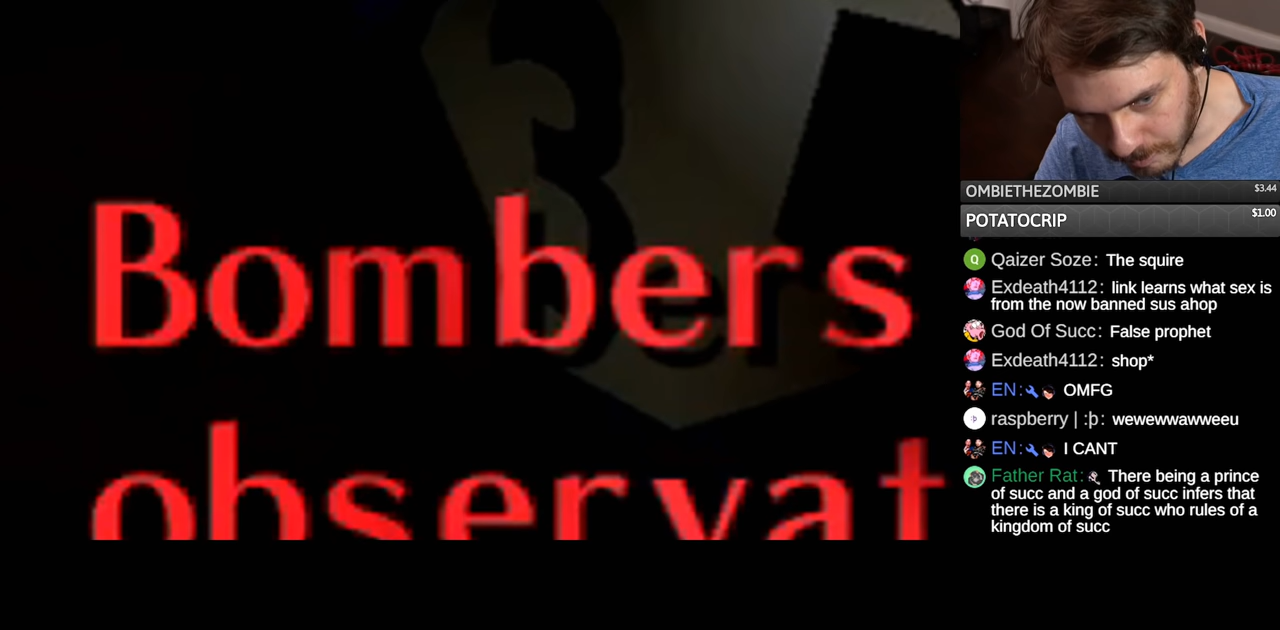 Bombers
observat
OMBIETHEZOMBIE $3.44
POTATOCRIP $1.00
Qaizer Soze: The squire
Exdeath4112: link learns what sex is
from the now banned sus ahop
God Of Succ: False prophet
Exdeath4112: shop*
EN: OMFG
raspberry | :þ: wewewwawweeu
EN: I CANT
Father Rat: There being a prince
of succ and a god of succ infers that
there is a king of succ who rules of a
kingdom of succ